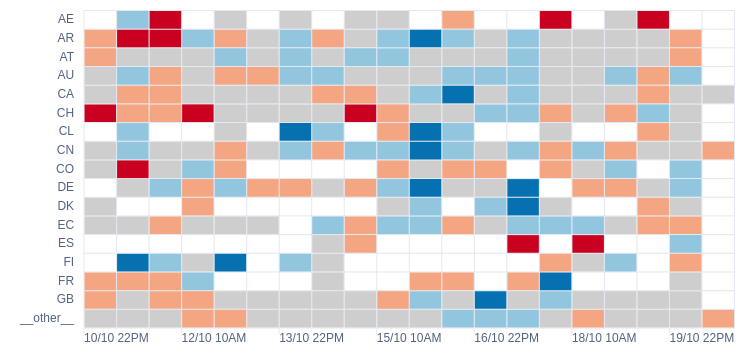 AE
AR
AT
AU
CA
CH
CL
CN
CO
DE
DK
EC
ES
FI
FR
GB
__other__
10/10 22PM 12/10 10AM 13/10 22PM 15/10 10AM 16/10 22PM 18/10 10AM 19/10 22PM